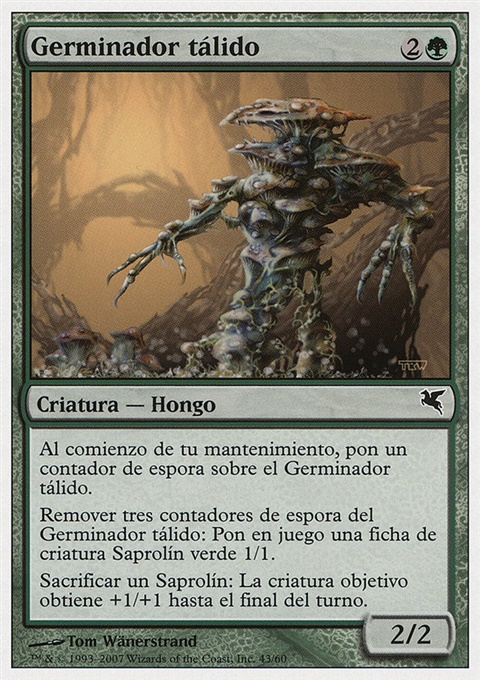 Germinador tálido 2
TKW
Criatura — Hongo
Al comienzo de tu mantenimiento, pon un
contador de espora sobre el Germinador
tálido.
Remover tres contadores de espora del
Germinador tálido: Pon en juego una ficha de
criatura Saprolín verde 1/1.
Sacrificar un Saprolín: La criatura objetivo
obtiene +1/+1 hasta el final del turno.
Tom Wänerstrand
2/2
™ & © 1993-2007 Wizards of the Coast, Inc. 43/60